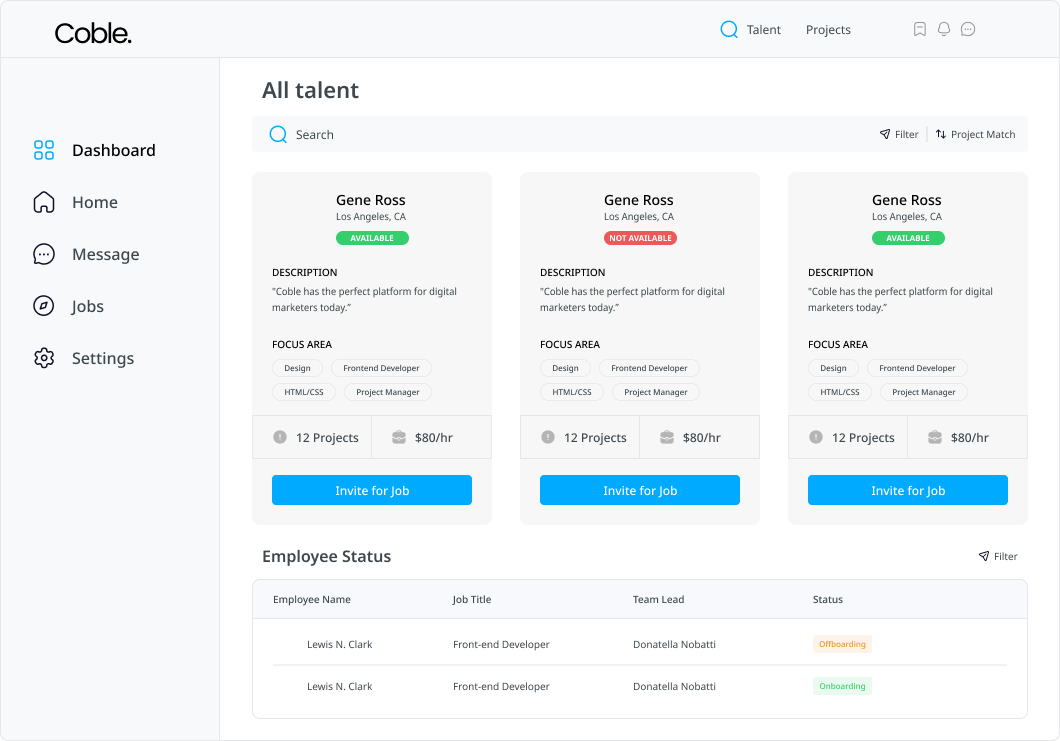 Coble.
Talent
Projects
Dashboard
Home
Message
Jobs
Settings
All talent
Search
Filter
Project Match
Gene Ross
Los Angeles, CA
AVAILABLE
DESCRIPTION
"Coble has the perfect platform for digital
marketers today.”
FOCUS AREA
Design
Frontend Developer
HTML/CSS
Project Manager
12 Projects
$80/hr
Invite for Job
Gene Ross
Los Angeles, CA
NOT AVAILABLE
DESCRIPTION
"Coble has the perfect platform for digital
marketers today.”
FOCUS AREA
Design
Frontend Developer
HTML/CSS
Project Manager
12 Projects
$80/hr
Invite for Job
Gene Ross
Los Angeles, CA
AVAILABLE
DESCRIPTION
"Coble has the perfect platform for digital
marketers today.”
FOCUS AREA
Design
Frontend Developer
HTML/CSS
Project Manager
12 Projects
$80/hr
Invite for Job
Employee Status
Filter
Employee Name Job Title Team Lead Status
Lewis N. Clark Front-end Developer Donatella Nobatti Offboarding
Lewis N. Clark Front-end Developer Donatella Nobatti Onboarding